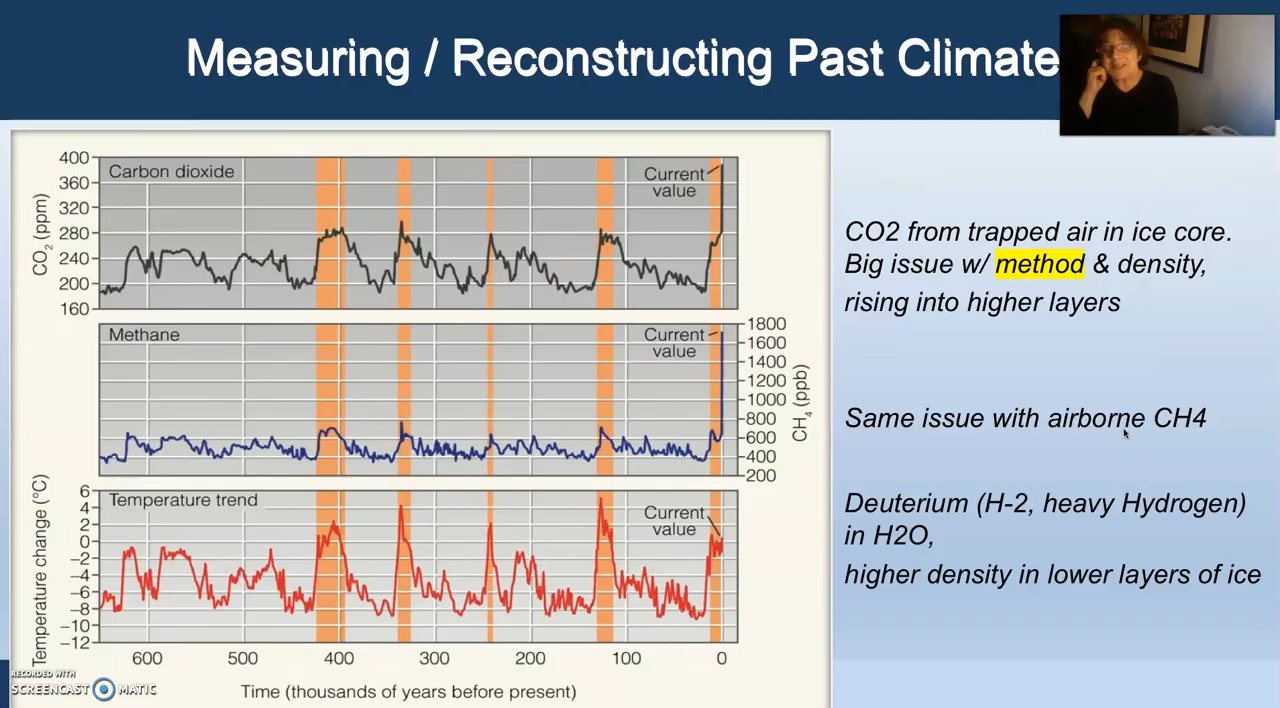 Measuring / Reconstructing Past Climate
400
360
320
280
240
200
160
CO2 (ppm)
Carbon dioxide
Current
value
Methane
Current
value
1800
1600
1400
1200
1000
800
600
400
200
CH4 (ppb)
Temperature change (°C)
6
4
2
0
–2
–4
–6
–8
–10
–12
Temperature trend
Current
value
600 500 400 300 200 100 0
Time (thousands of years before present)
CO2 from trapped air in ice core.
Big issue w/ method & density,
rising into higher layers
Same issue with airborne CH4
Deuterium (H-2, heavy Hydrogen)
in H2O,
higher density in lower layers of ice
RECORDED WITH
SCREENCAST MATIC